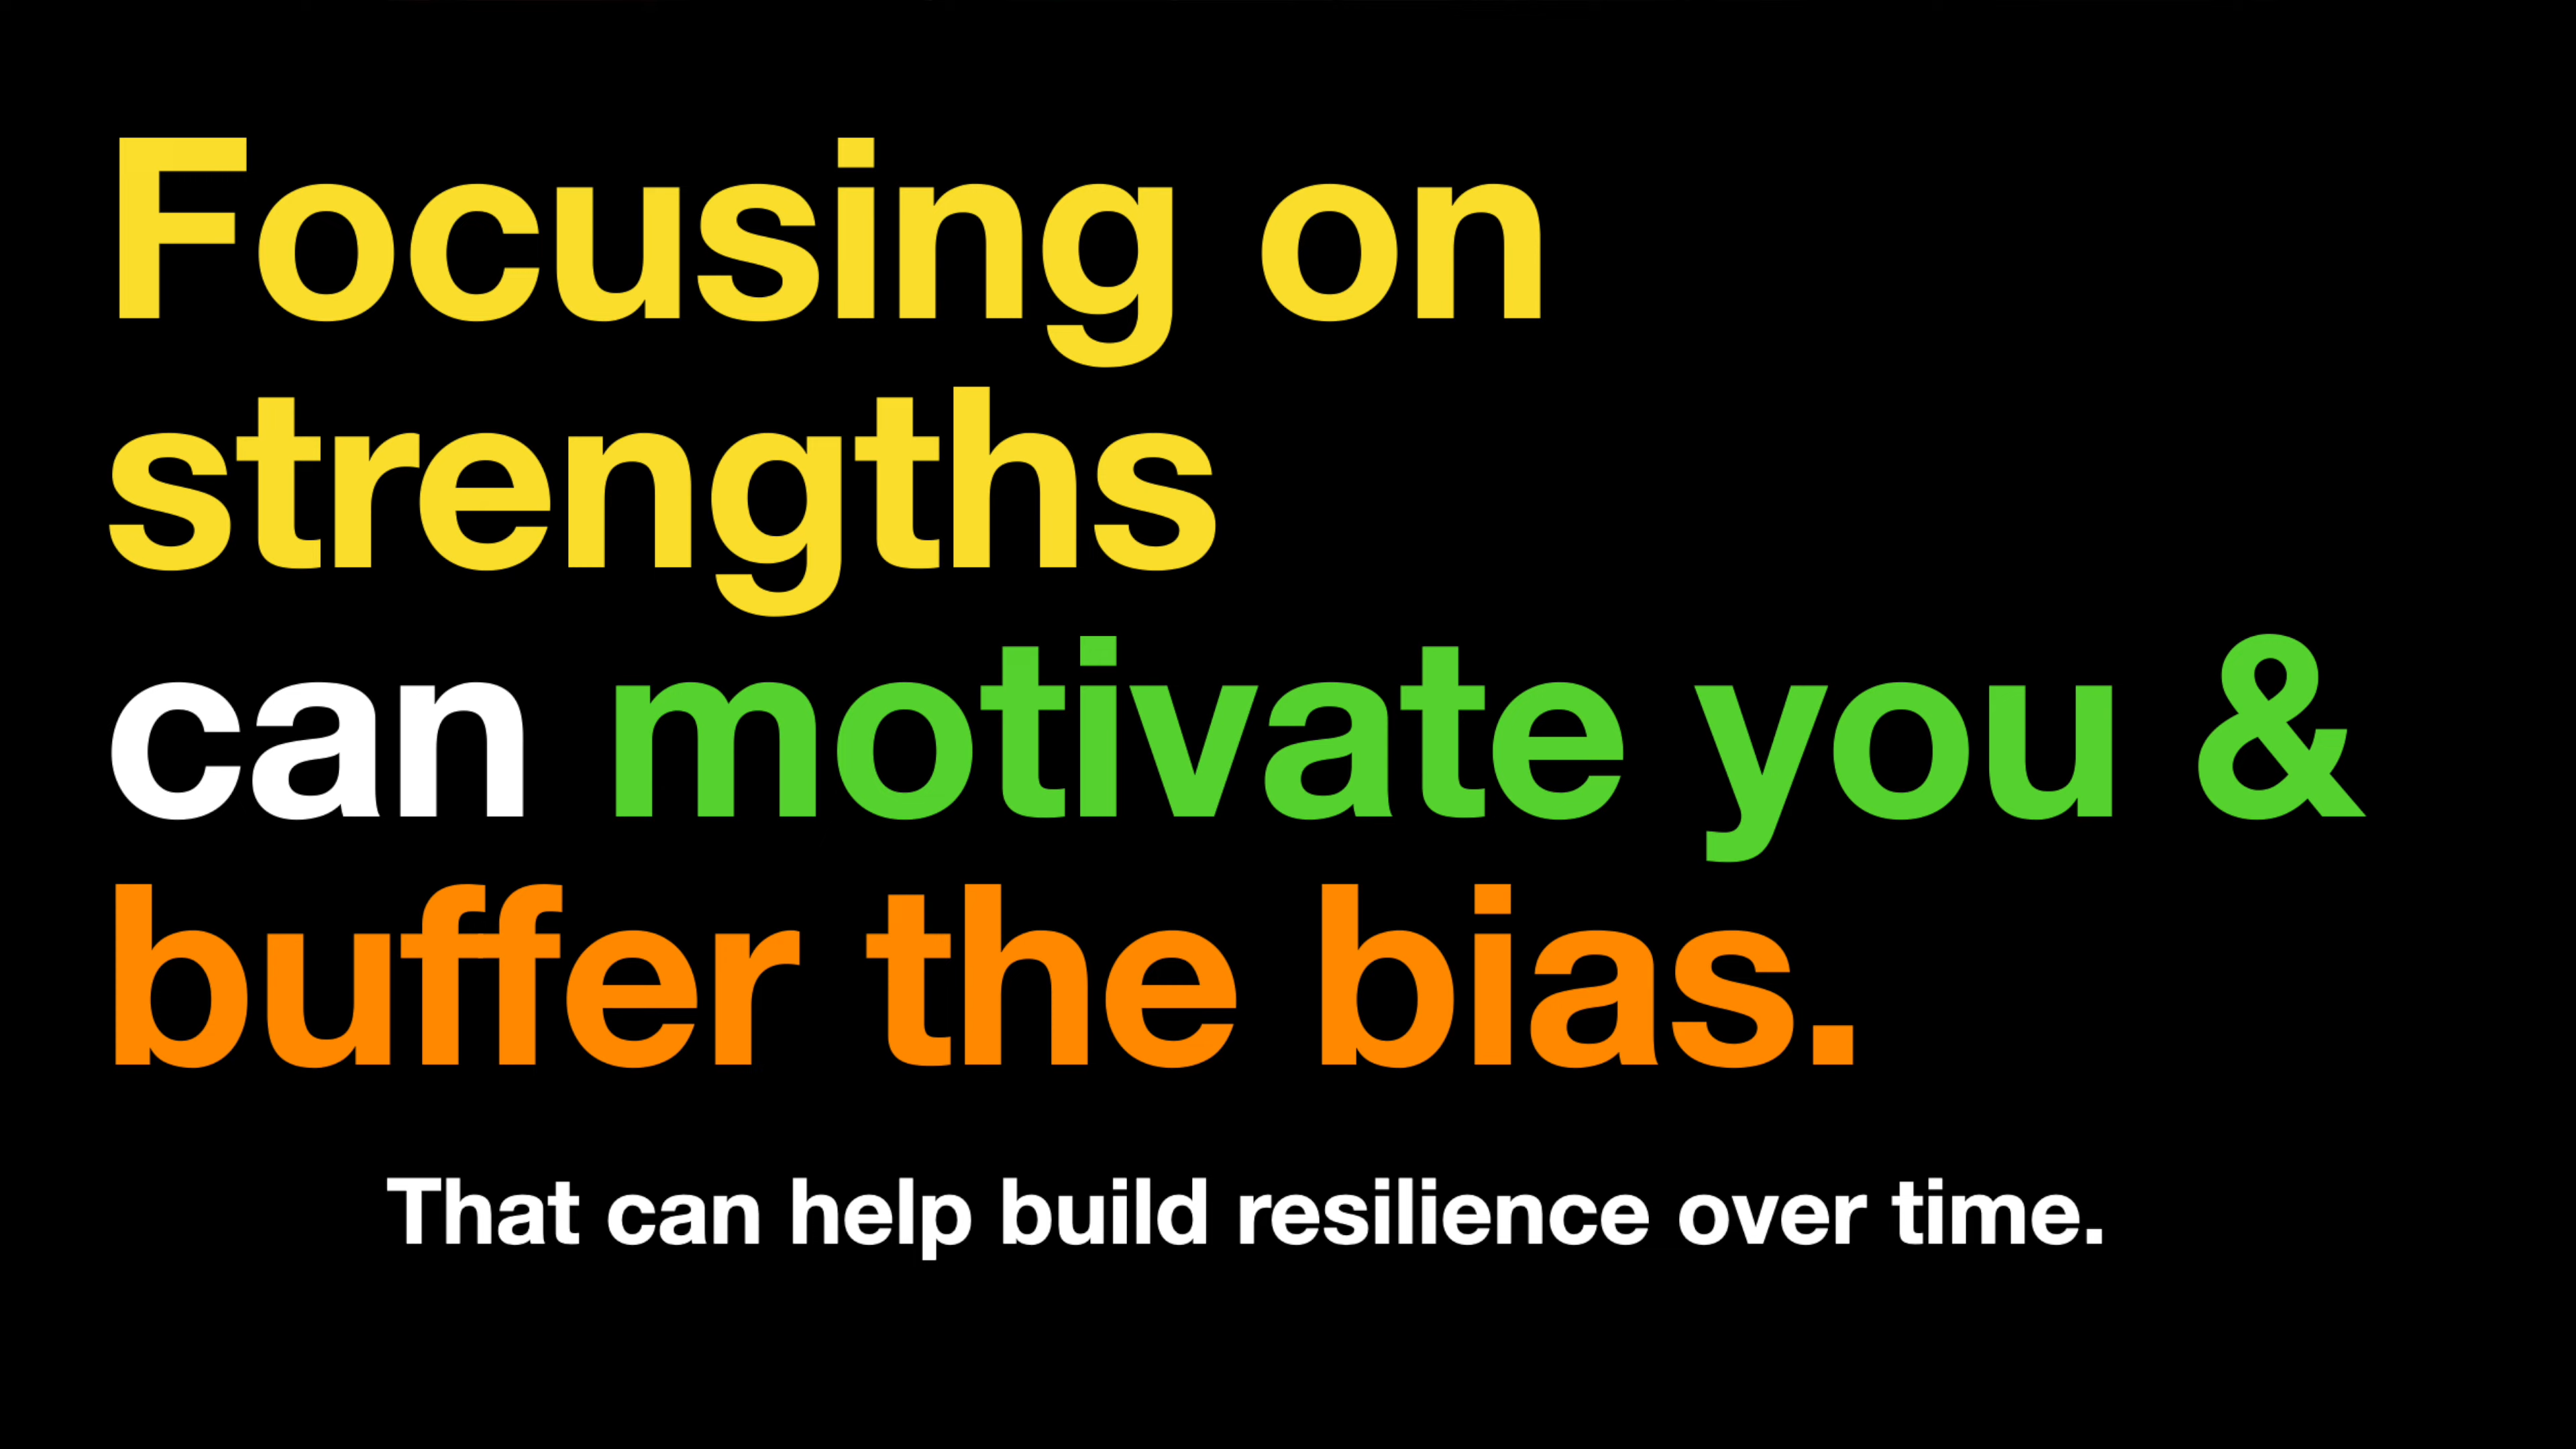 Focusing on
strengths
can motivate you &
buffer the bias.
That can help build resilience over time.